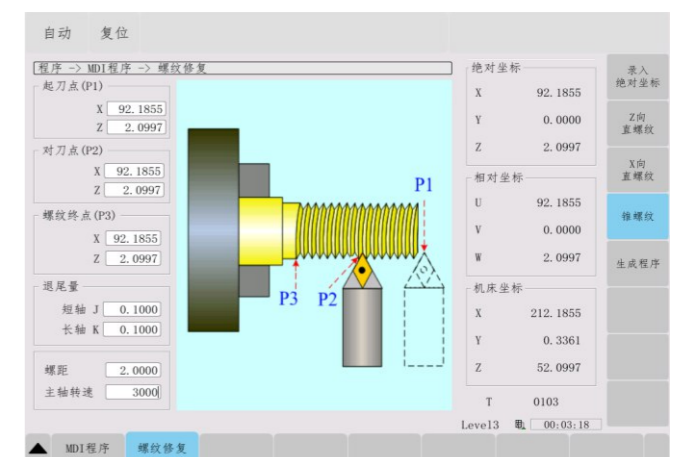 自动 复位
程序 -> MDI程序 -> 螺纹修复
起刀点(P1)
X 92.1855
Z 2.0997
对刀点(P2)
X 92.1855
Z 2.0997
螺纹终点(P3)
X 92.1855
Z 2.0997
退尾量
短轴 J 0.1000
长轴 K 0.1000
螺距 2.0000
主轴转速 3000
P1
P3 P2
绝对坐标
X 92.1855
Y 0.0000
Z 2.0997
相对坐标
U 92.1855
V 0.0000
W 2.0997
机床坐标
X 212.1855
Y 0.3361
Z 52.0997
T 0103
Level3 00:03:18
录入
绝对坐标
Z向
直螺纹
X向
直螺纹
锥螺纹
生成程序
MDI程序 螺纹修复